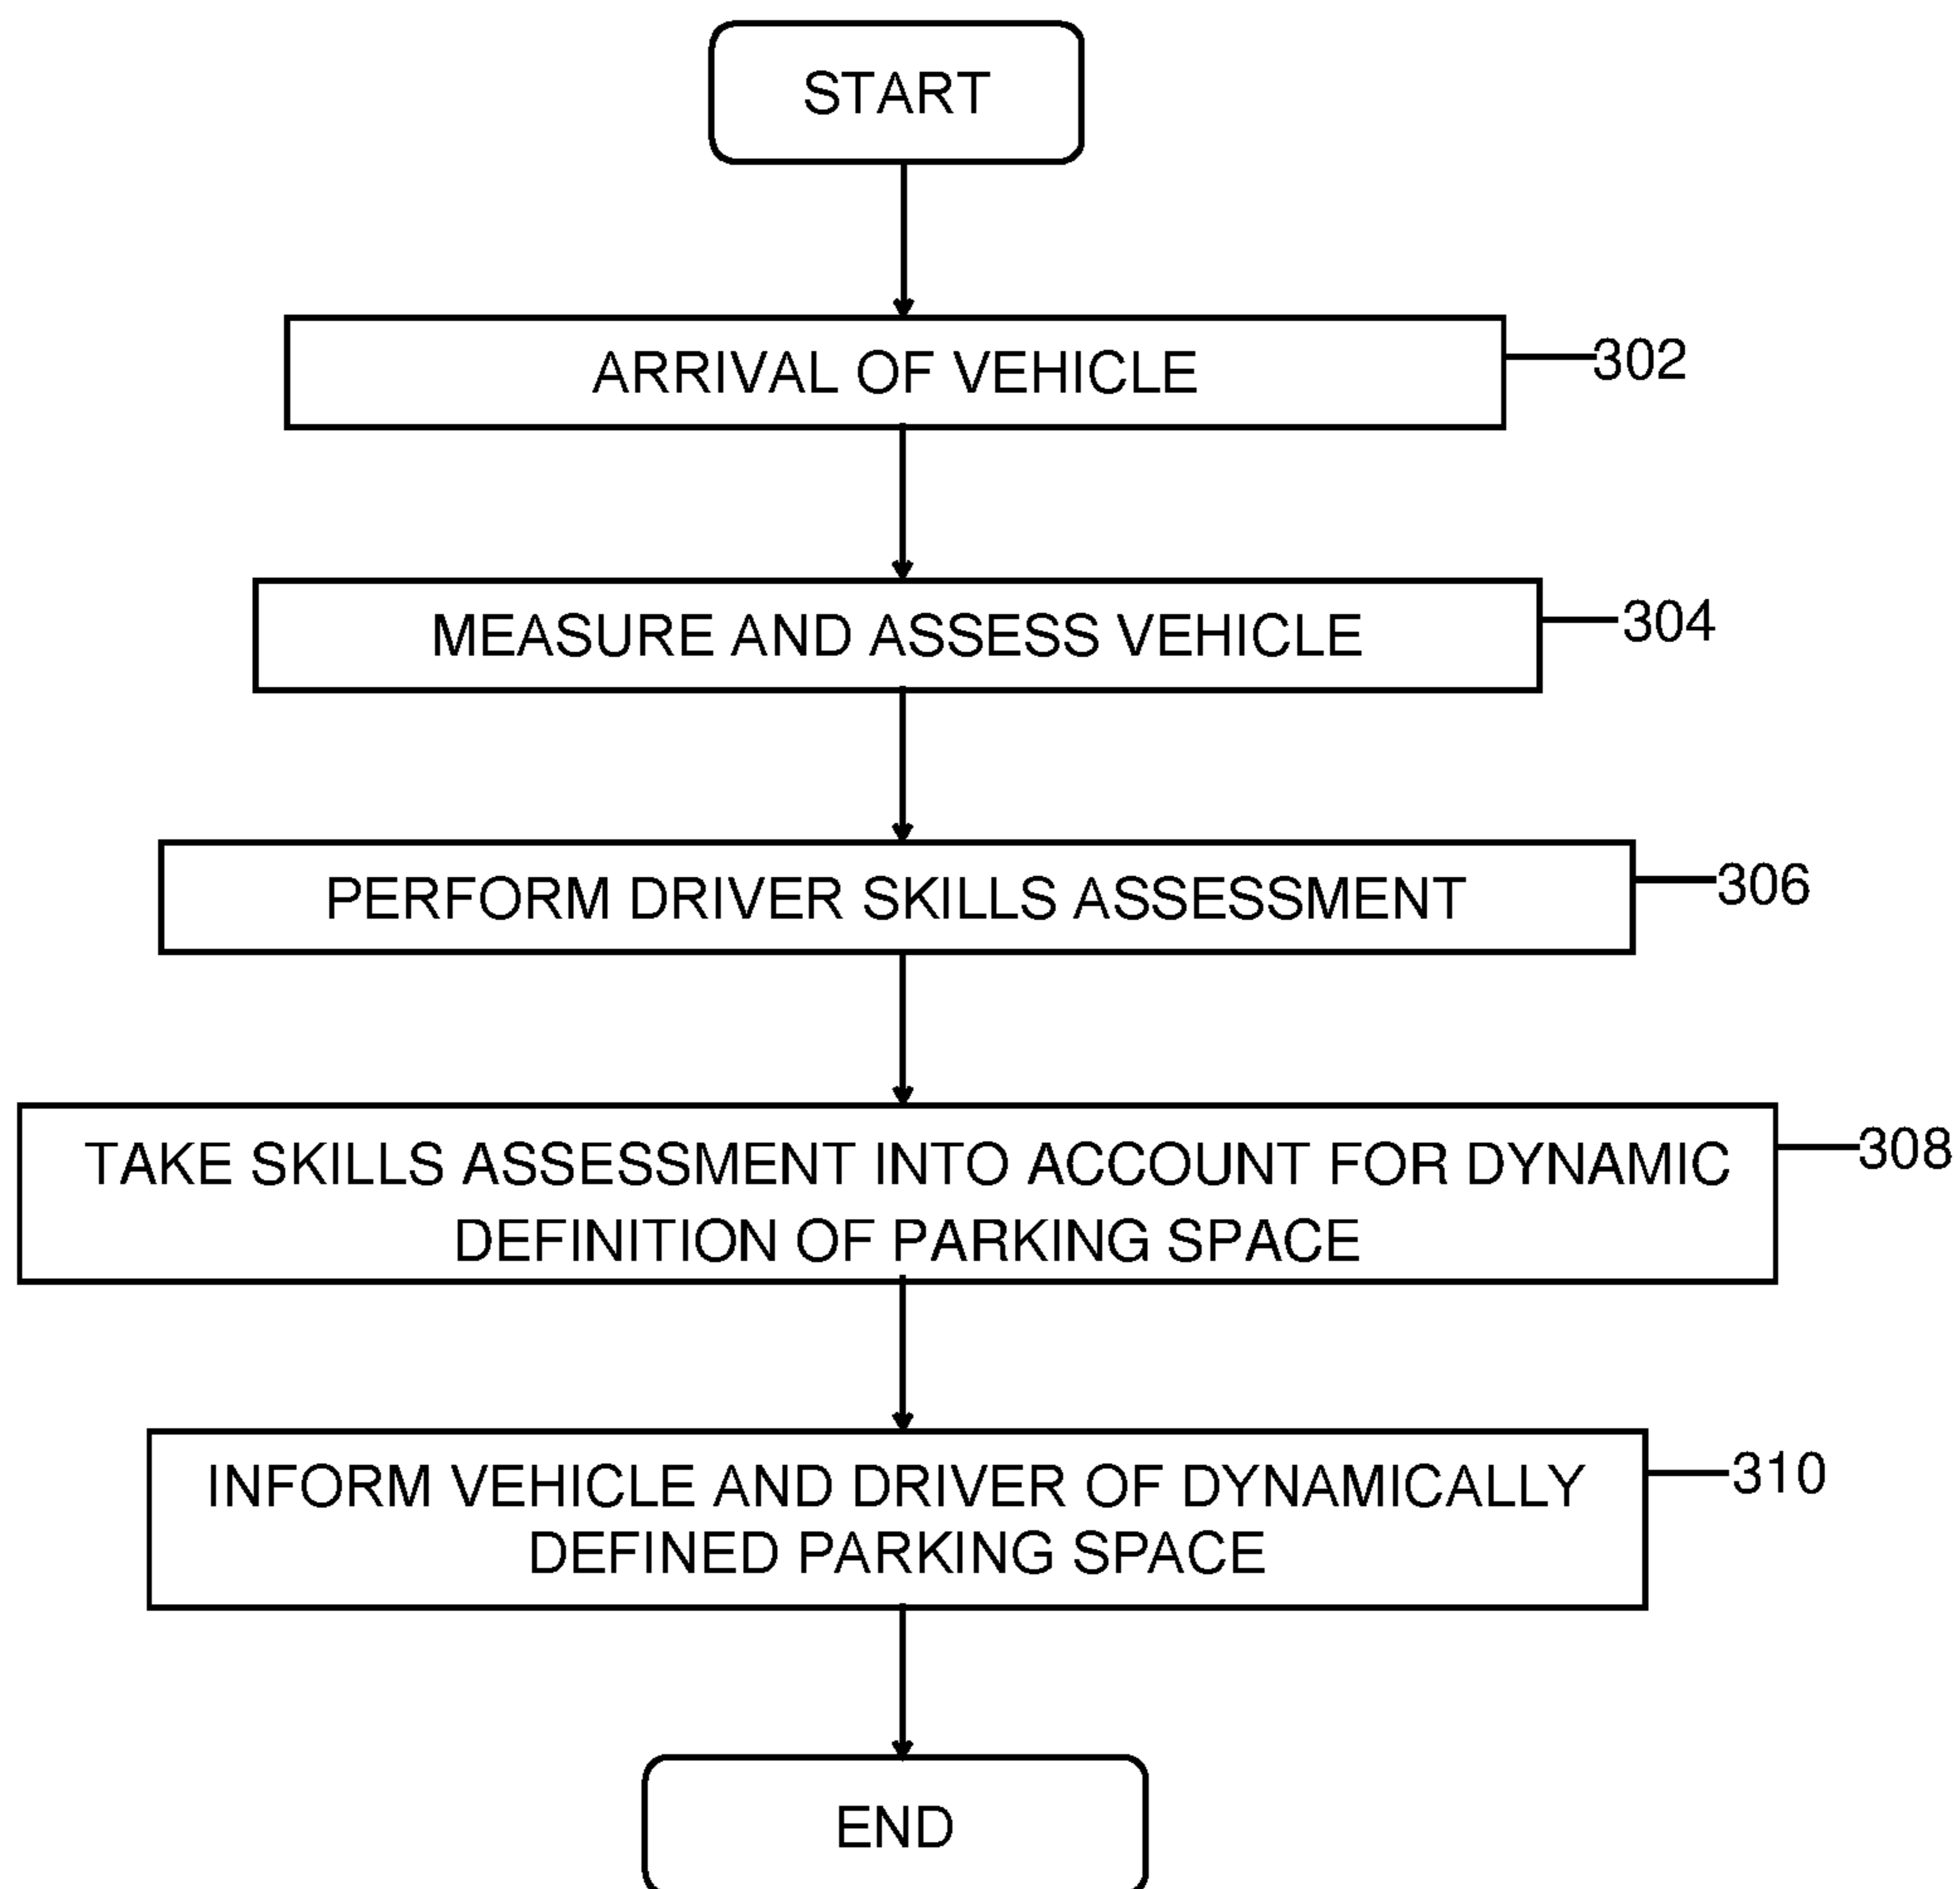 START
ARRIVAL OF VEHICLE
302
MEASURE AND ASSESS VEHICLE
304
PERFORM DRIVER SKILLS ASSESSMENT
306
TAKE SKILLS ASSESSMENT INTO ACCOUNT FOR DYNAMIC
DEFINITION OF PARKING SPACE
308
INFORM VEHICLE AND DRIVER OF DYNAMICALLY
DEFINED PARKING SPACE
310
END